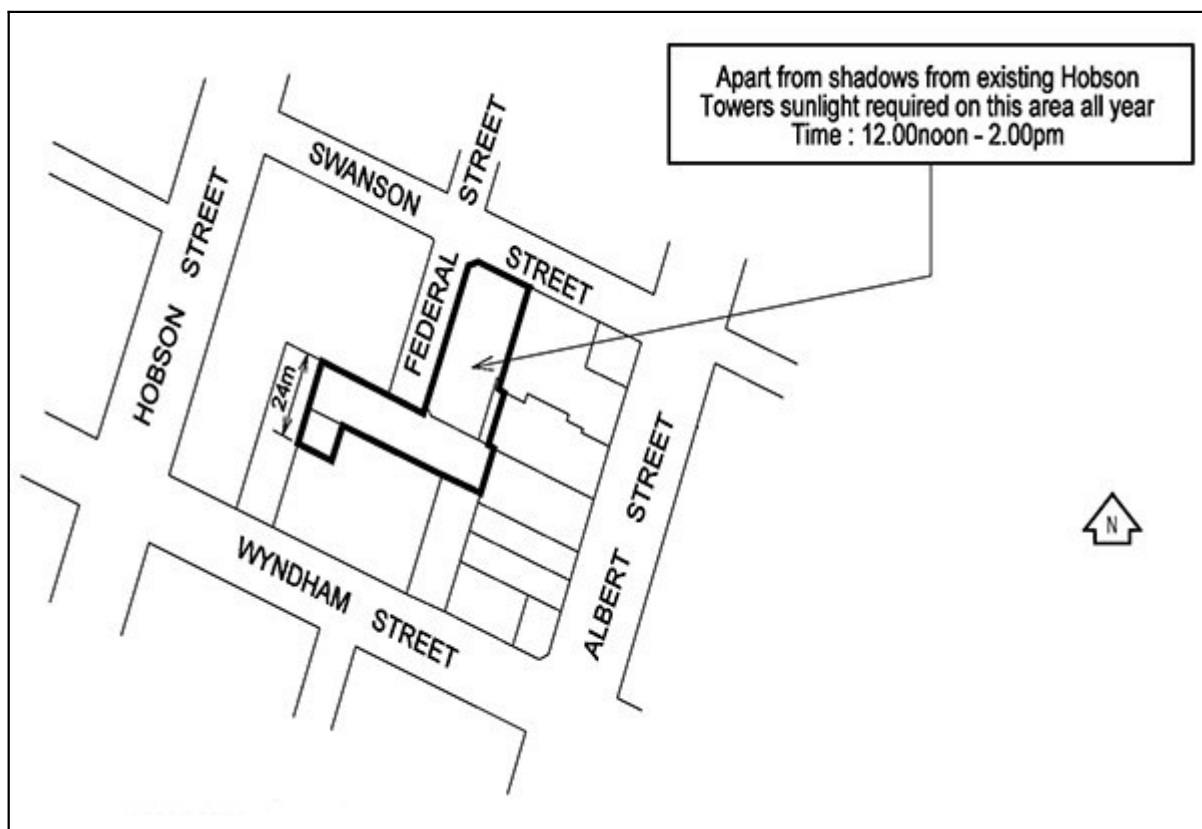 Apart from shadows from existing Hobson
Towers sunlight required on this area all year
Time : 12.00noon - 2.00pm
SWANSON STREET
FEDERAL STREET
HOBSON STREET
24m
WYNDHAM STREET
ALBERT STREET
N